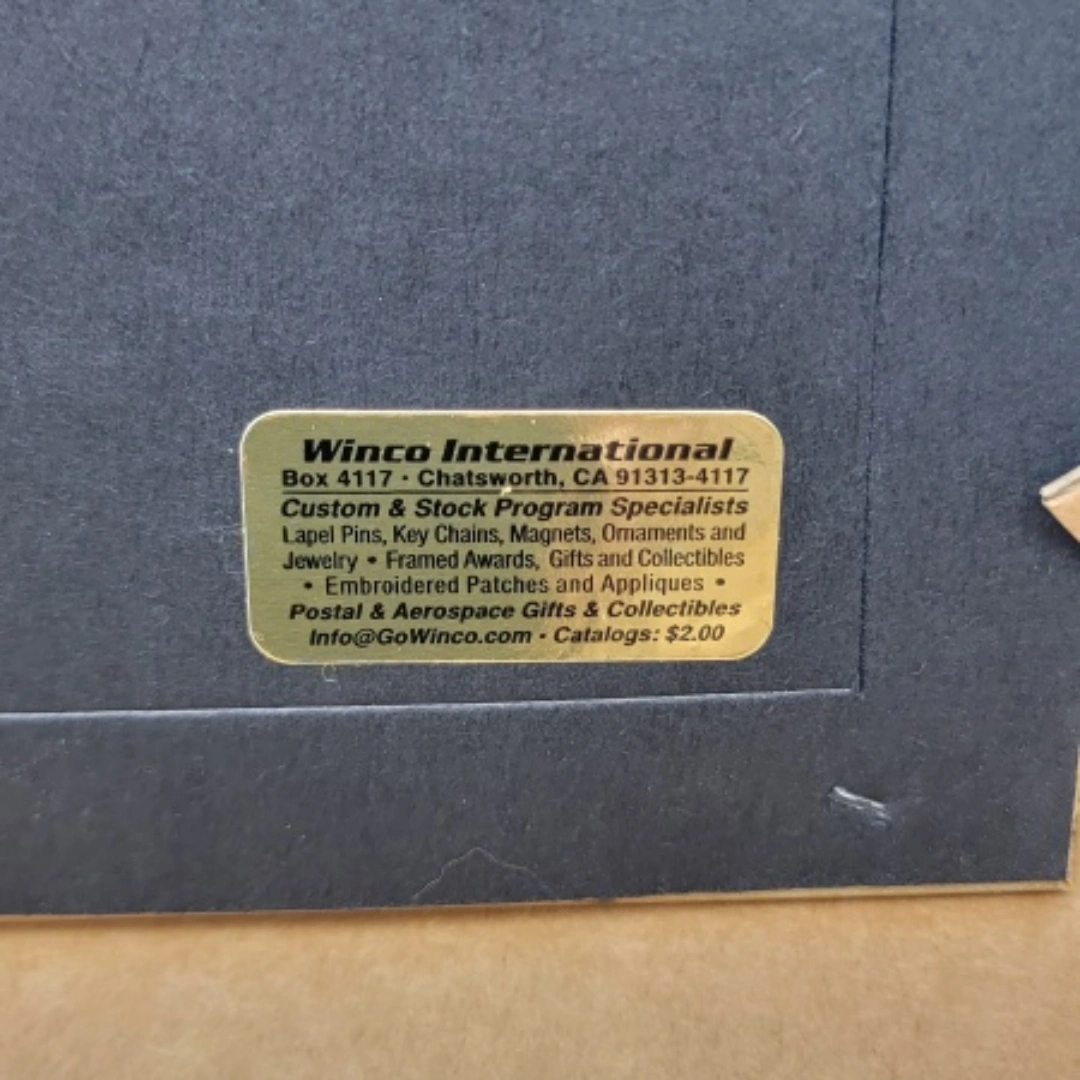 Winco International
Box 4117 · Chatsworth, CA 91313-4117
Custom & Stock Program Specialists
Lapel Pins, Key Chains, Magnets, Ornaments and
Jewelry • Framed Awards, Gifts and Collectibles
• Embroidered Patches and Appliques •
Postal & Aerospace Gifts & Collectibles
Info@GoWinco.com · Catalogs: $2.00